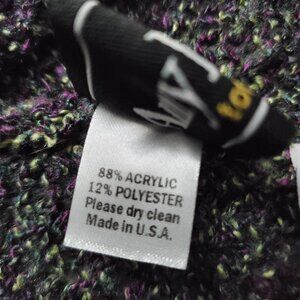 88% ACRYLIC
12% POLYESTER
Please dry clean
Made in U.S.A.